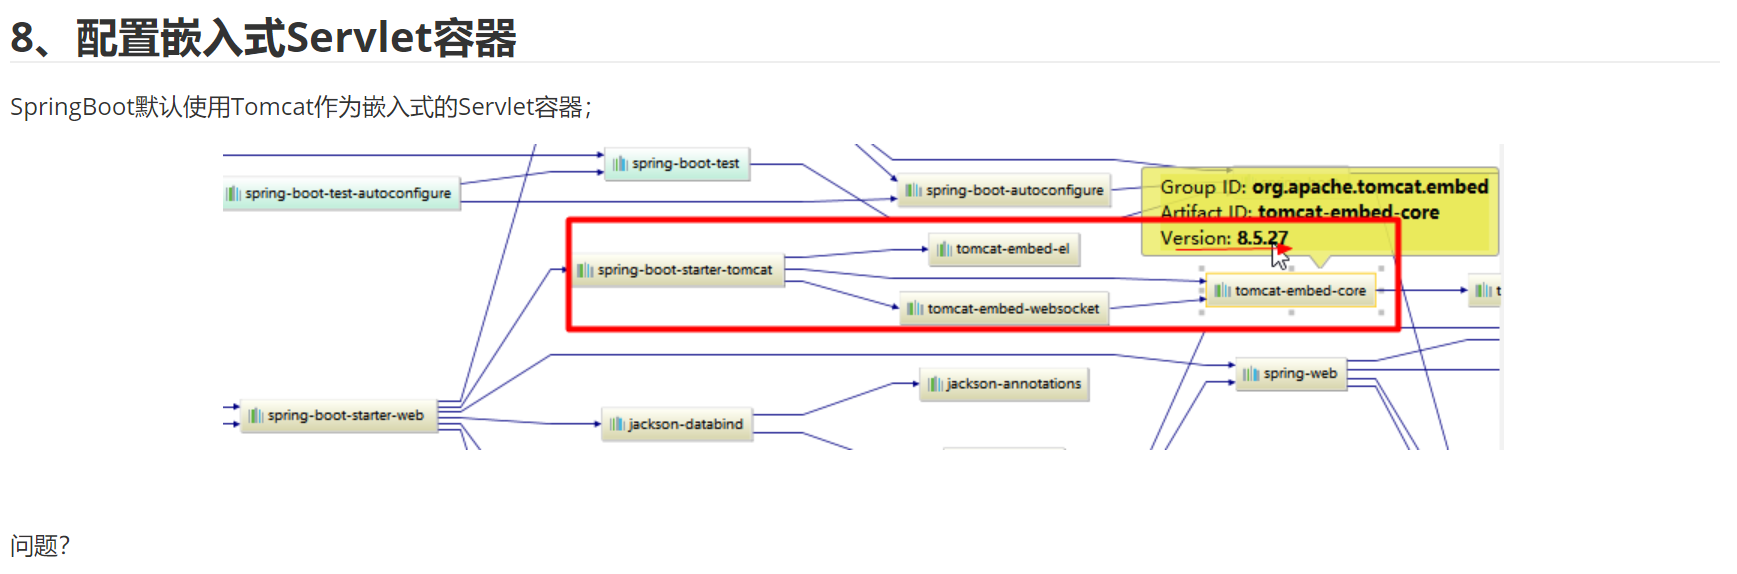 8、配置嵌入式Servlet容器
SpringBoot默认使用Tomcat作为嵌入式的Servlet容器；
spring-boot-test
spring-boot-test-autoconfigure
spring-boot-autoconfigure
Group ID: org.apache.tomcat.embed
Artifact ID: tomcat-embed-core
Version: 8.5.27
tomcat-embed-el
spring-boot-starter-tomcat
tomcat-embed-core
t
tomcat-embed-websocket
spring-web
jackson-annotations
spring-boot-starter-web
jackson-databind
问题？